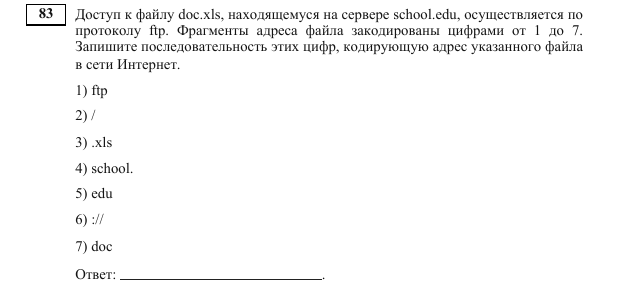 83 Доступ к файлу doc.xls, находящемуся на сервере school.edu, осуществляется по
протоколу ftp. Фрагменты адреса файла закодированы цифрами от 1 до 7.
Запишите последовательность этих цифр, кодирующую адрес указанного файла
в сети Интернет.
1) ftp
2) /
3) .xls
4) school.
5) edu
6) ://
7) doc
Ответ: ____________________________.